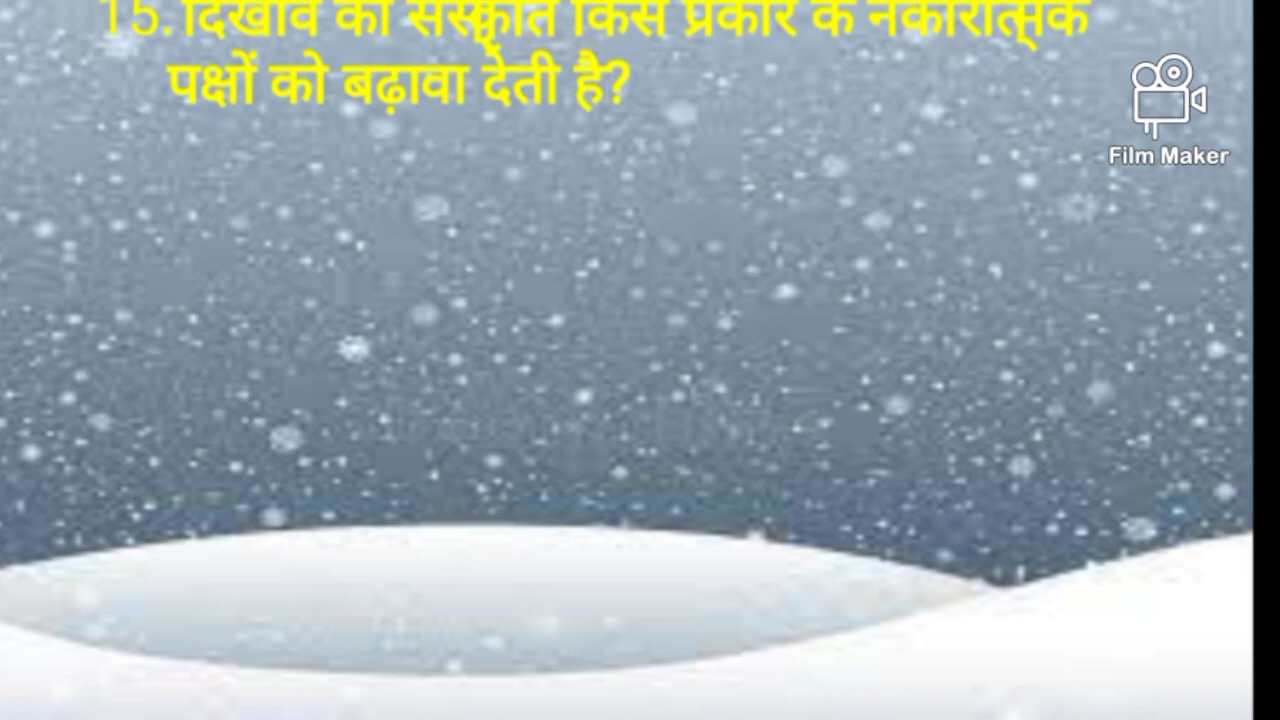 15. दिखावे की संस्कृति किस प्रकार के नकारात्मक
पक्षों को बढ़ावा देती है?
Film Maker